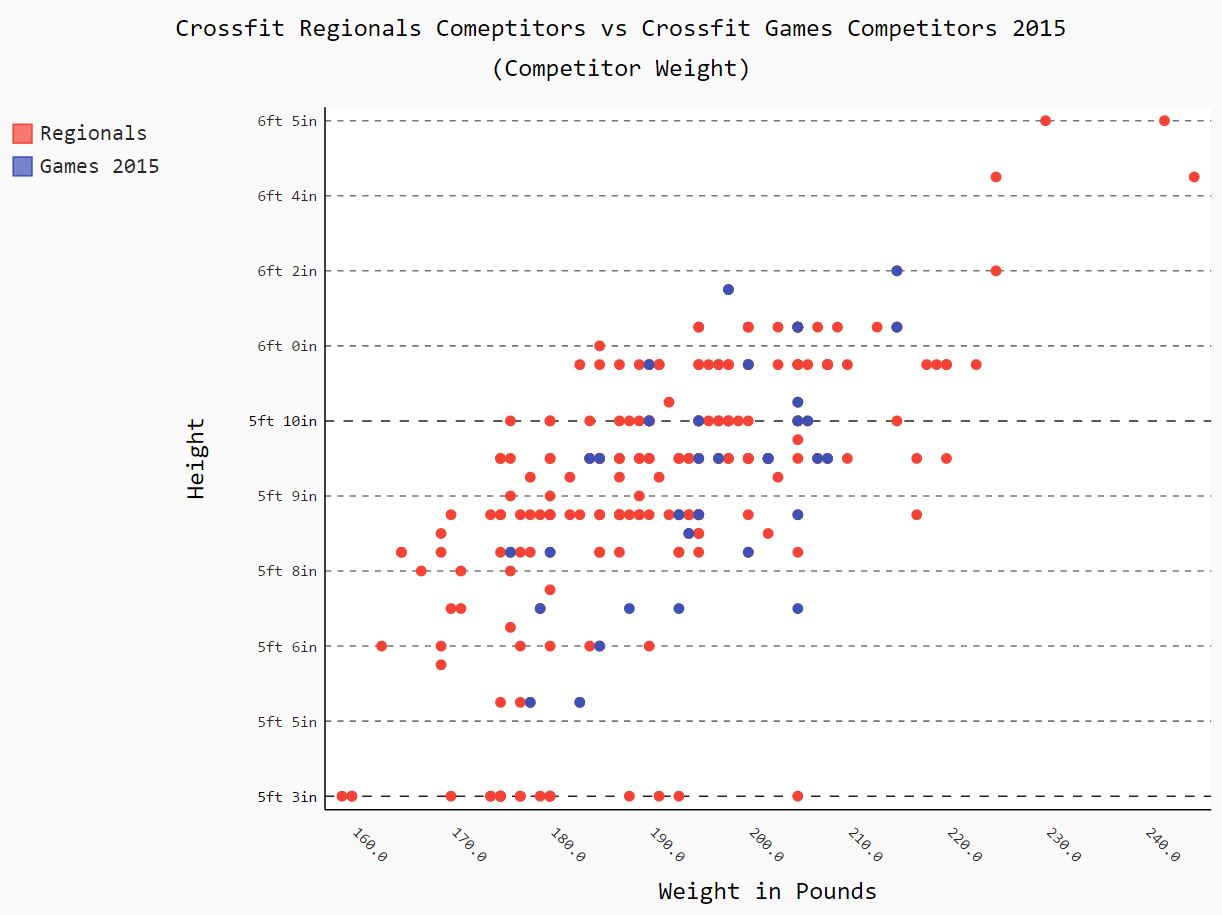 Crossfit Regionals Comeptitors vs Crossfit Games Competitors 2015
(Competitor Weight)
Regionals
Games 2015
Height
6ft 5in
6ft 4in
6ft 2in
6ft 0in
5ft 10in
5ft 9in
5ft 8in
5ft 6in
5ft 5in
5ft 3in
160.0
170.0
180.0
190.0
200.0
210.0
220.0
230.0
240.0
Weight in Pounds